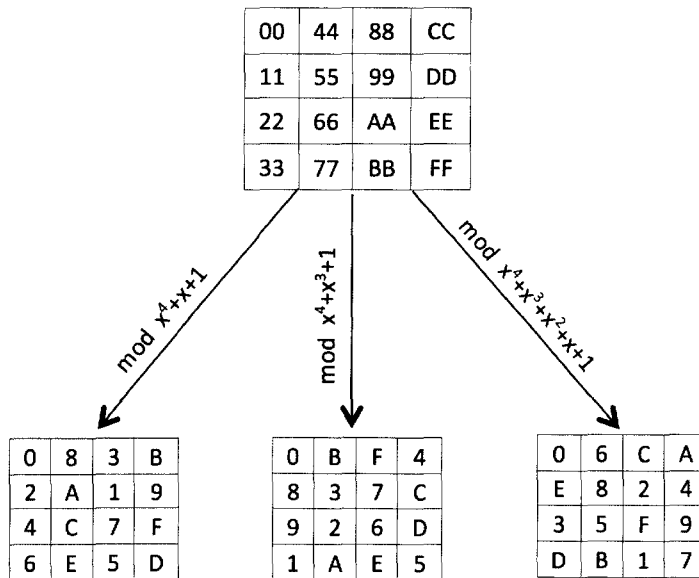 00 44 88 CC
11 55 99 DD
22 66 AA EE
33 77 BB FF
mod x⁴+x+1
mod x⁴+x³+1
mod x⁴+x³+x²+x+1
0 8 3 B
2 A 1 9
4 C 7 F
6 E 5 D
0 B F 4
8 3 7 C
9 2 6 D
1 A E 5
0 6 C A
E 8 2 4
3 5 F 9
D B 1 7